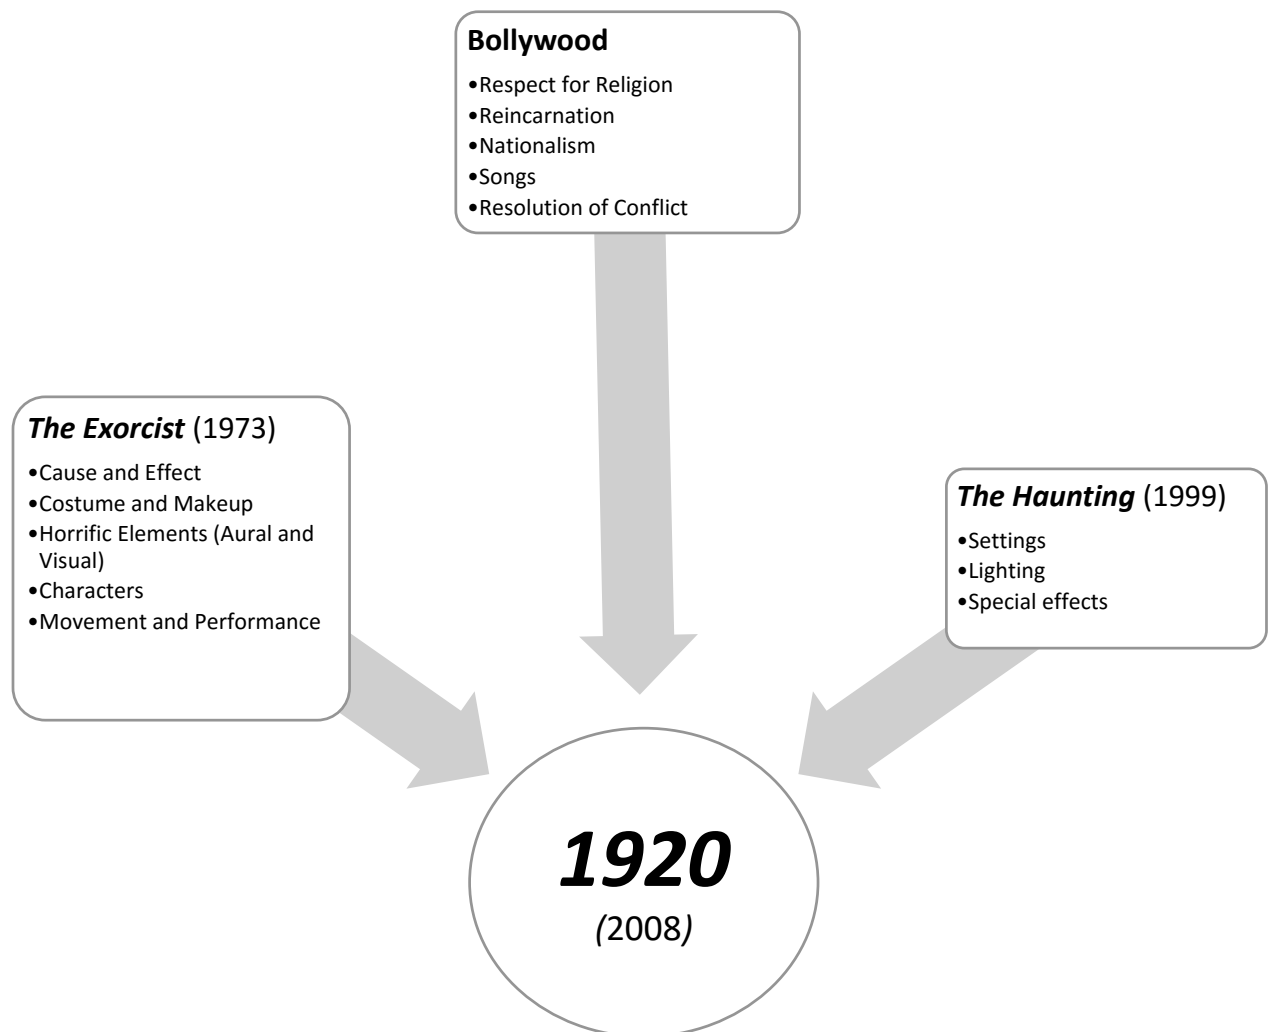 Bollywood
•Respect for Religion
•Reincarnation
•Nationalism
•Songs
•Resolution of Conflict
The Exorcist (1973)
•Cause and Effect
•Costume and Makeup
•Horrific Elements (Aural and
Visual)
•Characters
•Movement and Performance
The Haunting (1999)
•Settings
•Lighting
•Special effects
1920
(2008)